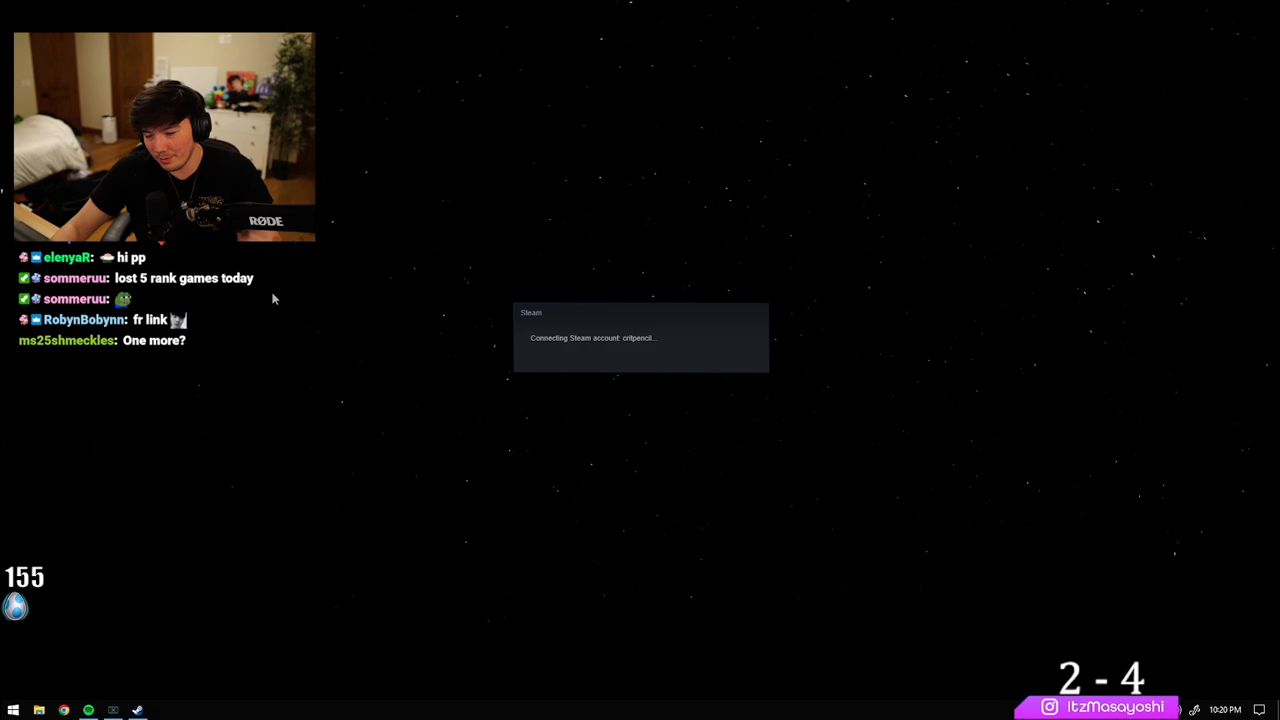 RØDE
elenyaR: hi pp
sommeruu: lost 5 rank games today
sommeruu:
RobynBobynn: fr link
ms25shmeckles: One more?
Steam
Connecting Steam account: critpencil...
155
2 - 4
ItzMasayoshi
10:20 PM